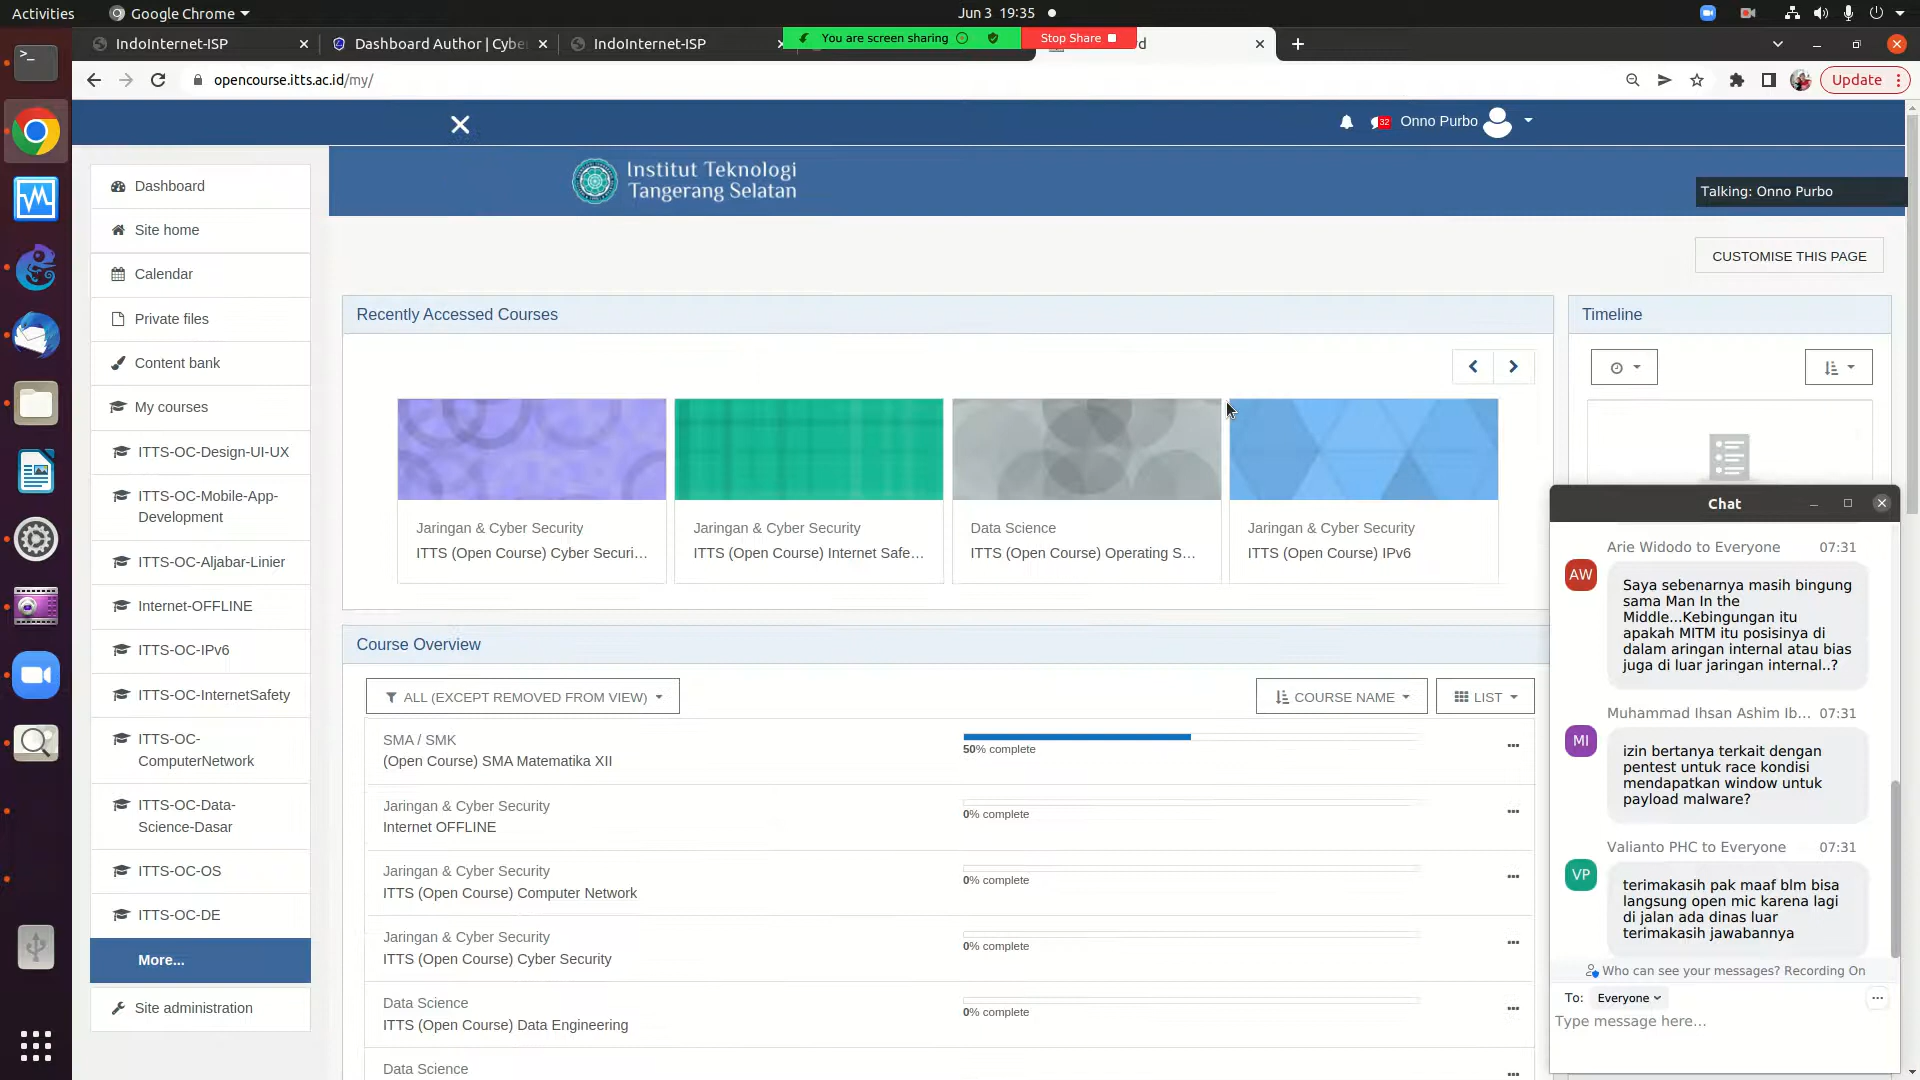 Activities
Google Chrome
Jun 3 19:35
IndoInternet-ISP
Dashboard Author | Cybe
IndoInternet-ISP
You are screen sharing
Stop Share
d
opencourse.itts.ac.id/my/
Update
32
Onno Purbo
Institut Teknologi
Tangerang Selatan
Talking: Onno Purbo
CUSTOMISE THIS PAGE
Dashboard
Site home
Calendar
Private files
Content bank
My courses
ITTS-OC-Design-UI-UX
ITTS-OC-Mobile-App-
Development
ITTS-OC-Aljabar-Linier
Internet-OFFLINE
ITTS-OC-IPv6
ITTS-OC-InternetSafety
ITTS-OC-
ComputerNetwork
ITTS-OC-Data-
Science-Dasar
ITTS-OC-OS
ITTS-OC-DE
More...
Site administration
Recently Accessed Courses
Jaringan & Cyber Security
ITTS (Open Course) Cyber Securi...
Jaringan & Cyber Security
ITTS (Open Course) Internet Safe...
Data Science
ITTS (Open Course) Operating S...
Jaringan & Cyber Security
ITTS (Open Course) IPv6
Timeline
Course Overview
ALL (EXCEPT REMOVED FROM VIEW)
COURSE NAME
LIST
SMA / SMK
(Open Course) SMA Matematika XII
50% complete
Jaringan & Cyber Security
Internet OFFLINE
0% complete
Jaringan & Cyber Security
ITTS (Open Course) Computer Network
0% complete
Jaringan & Cyber Security
ITTS (Open Course) Cyber Security
0% complete
Data Science
ITTS (Open Course) Data Engineering
0% complete
Data Science
Chat
Arie Widodo to Everyone 07:31
AW
Saya sebenarnya masih bingung
sama Man In the
Middle...Kebingungan itu
apakah MITM itu posisinya di
dalam aringan internal atau bias
juga di luar jaringan internal..?
Muhammad Ihsan Ashim Ib... 07:31
MI
izin bertanya terkait dengan
pentest untuk race kondisi
mendapatkan window untuk
payload malware?
Valianto PHC to Everyone 07:31
VP
terimakasih pak maaf blm bisa
langsung open mic karena lagi
di jalan ada dinas luar
terimakasih jawabannya
Who can see your messages? Recording On
To: Everyone
Type message here...